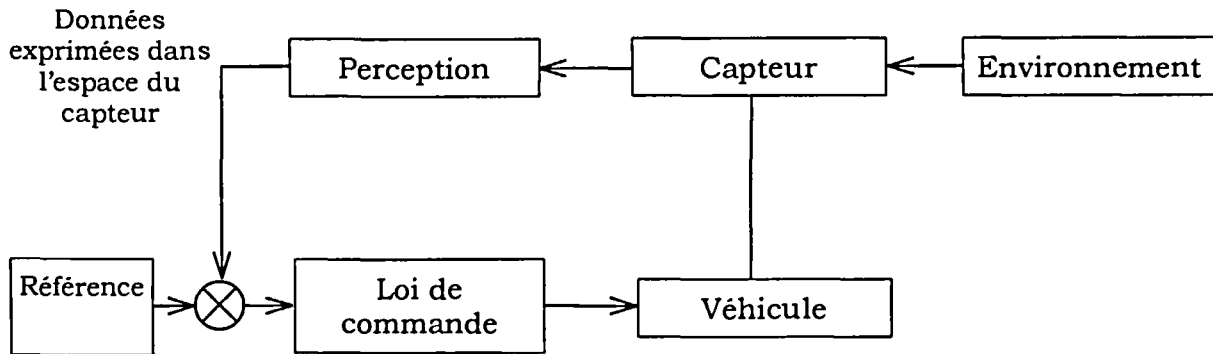 Données
exprimées dans
l'espace du
capteur
Perception
Capteur
Environnement
Référence
Loi de
commande
Véhicule